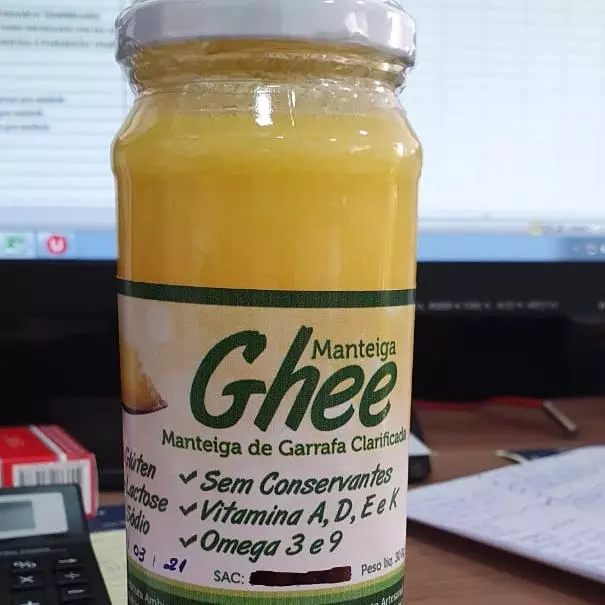 Manteiga
Ghee
Manteiga de Garrafa Clarificada
Glúten
Lactose
Sódio
✓ Sem Conservantes
✓ Vitamina A, D, E e K
✓ Omega 3 e 9
03 / 21
SAC:
Peso líq